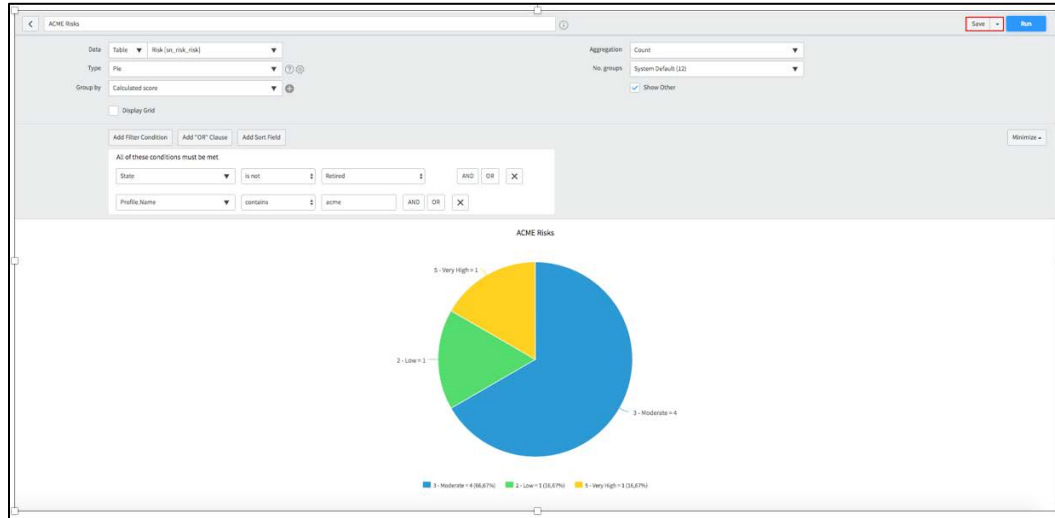 ACME Risks
Save
Run
Data Table Risk [sn_risk_risk]
Aggregation Count
Type Pie
No. groups System Default (12)
Group by Calculated score
Show Other
Display Grid
Add Filter Condition Add "OR" Clause Add Sort Field
Minimize
All of these conditions must be met
State is not Retired AND OR
Profile.Name contains acme AND OR
ACME Risks
5 - Very High = 1
2 - Low = 1
3 - Moderate = 4
3 - Moderate = 4 (66,67%) 2 - Low = 1 (16,67%) 5 - Very High = 1 (16,67%)